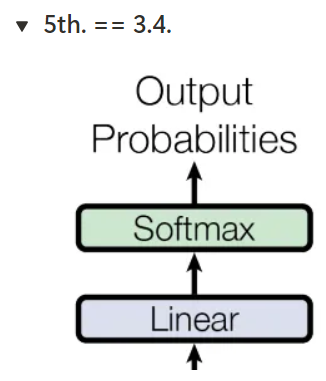 5th. == 3.4.
Output
Probabilities
Softmax
Linear